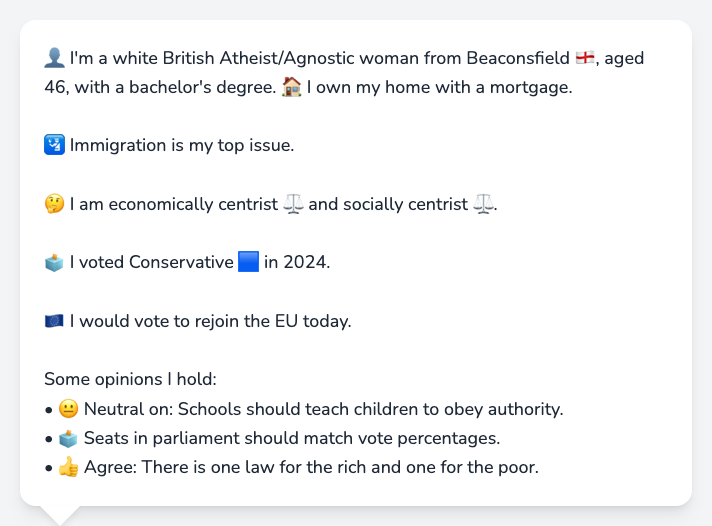 👤 I'm a white British Atheist/Agnostic woman from Beaconsfield 🏴󠁧󠁢󠁥󠁮󠁧󠁿, aged
46, with a bachelor's degree. 🏠 I own my home with a mortgage.
🛂 Immigration is my top issue.
🤔 I am economically centrist ⚖️ and socially centrist ⚖️.
🗳️ I voted Conservative 🟦 in 2024.
🇪🇺 I would vote to rejoin the EU today.
Some opinions I hold:
• 😐 Neutral on: Schools should teach children to obey authority.
• 🗳️ Seats in parliament should match vote percentages.
• 👍 Agree: There is one law for the rich and one for the poor.